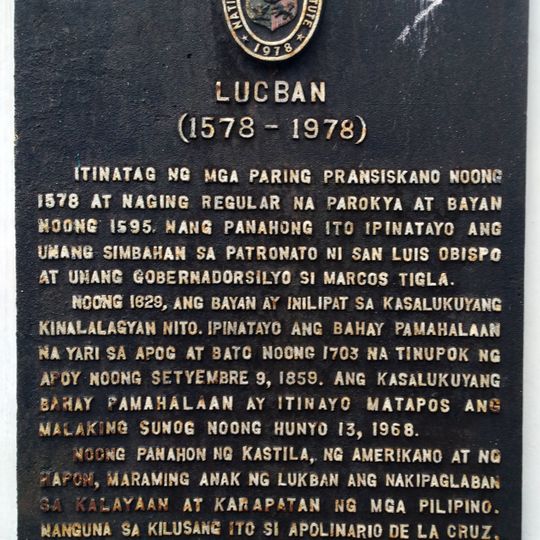 1978
LUCBAN
(1578 - 1978)
ITINATAG NG MGA PARING PRANSISKANO NOONG
1578 AT NAGING REGULAR NA PAROKYA AT BAYAN
NOONG 1595. NANG PANAHONG ITO IPINATAYO ANG
UNANG SIMBAHAN SA PATRONATO NI SAN LUIS OBISPO
AT UNANG GOBERNADORSILYO SI MARCOS TIGLA.
NOONG 1629, ANG BAYAN AY INILIPAT SA KASALUKUYANG
KINALALAGYAN NITO. IPINATAYO ANG BAHAY PAMAHALAAN
NA YARI SA APOG AT BATO NOONG 1703 NA TINUPOK NG
APOY NOONG SETYEMBRE 9, 1859. ANG KASALUKUYANG
BAHAY PAMAHALAAN AY ITINAYO MATAPOS ANG
MALAKING SUNOG NOONG HUNYO 13, 1968.
NOONG PANAHON NG KASTILA, NG AMERIKANO AT NG
HAPON, MARAMING ANAK NG LUKBAN ANG NAKIPAGLABAN
SA KALAYAAN AT KARAPATAN NG MGA PILIPINO.
NANGUNA SA KILUSANG ITO SI APOLINARIO DE LA CRUZ,